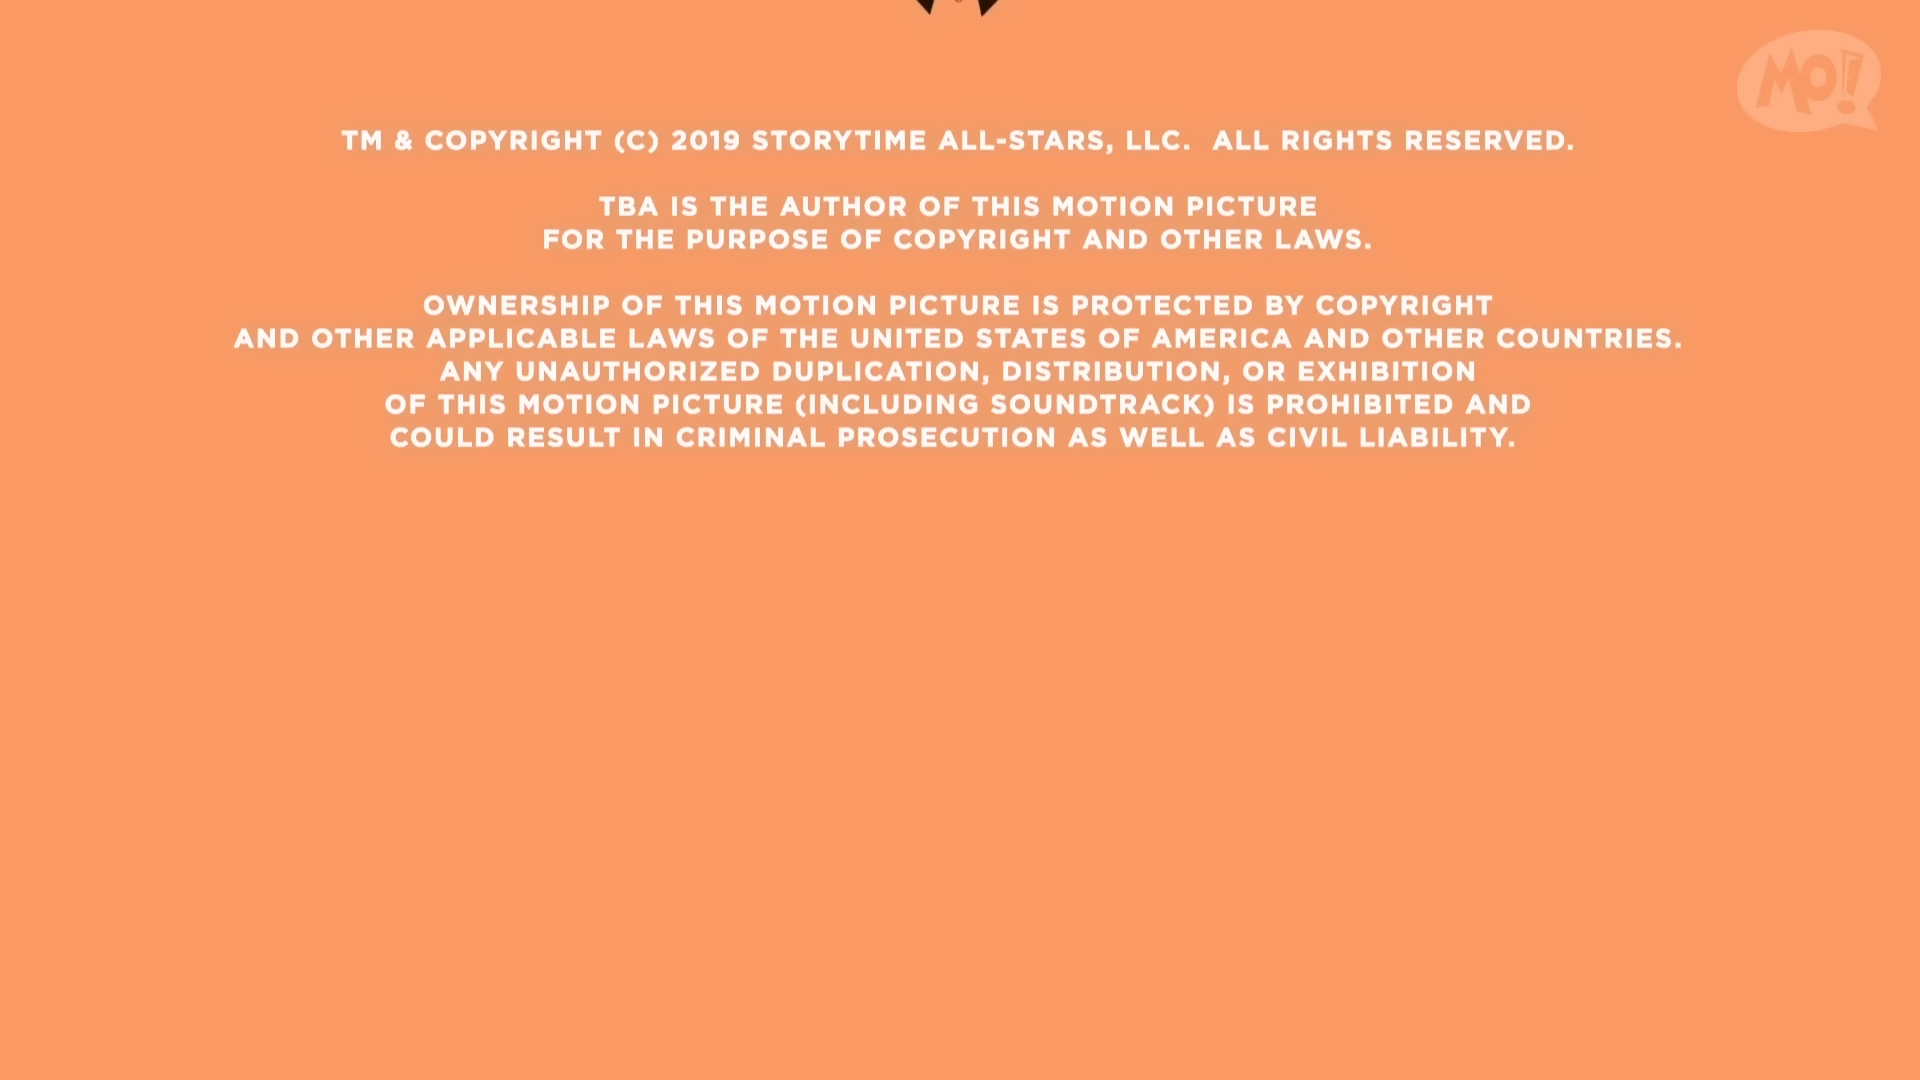 MO!
TM & COPYRIGHT (C) 2019 STORYTIME ALL-STARS, LLC.  ALL RIGHTS RESERVED.
TBA IS THE AUTHOR OF THIS MOTION PICTURE
FOR THE PURPOSE OF COPYRIGHT AND OTHER LAWS.
OWNERSHIP OF THIS MOTION PICTURE IS PROTECTED BY COPYRIGHT
AND OTHER APPLICABLE LAWS OF THE UNITED STATES OF AMERICA AND OTHER COUNTRIES.
ANY UNAUTHORIZED DUPLICATION, DISTRIBUTION, OR EXHIBITION
OF THIS MOTION PICTURE (INCLUDING SOUNDTRACK) IS PROHIBITED AND
COULD RESULT IN CRIMINAL PROSECUTION AS WELL AS CIVIL LIABILITY.